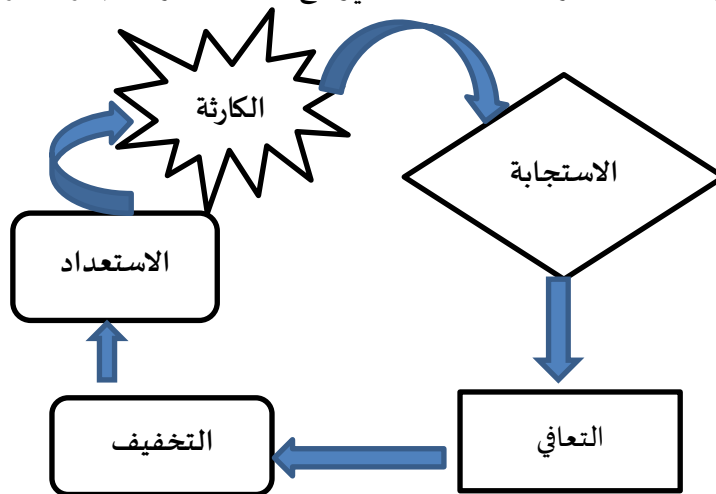 الكارثة
الاستجابة
الاستعداد
التعافي
التخفيف